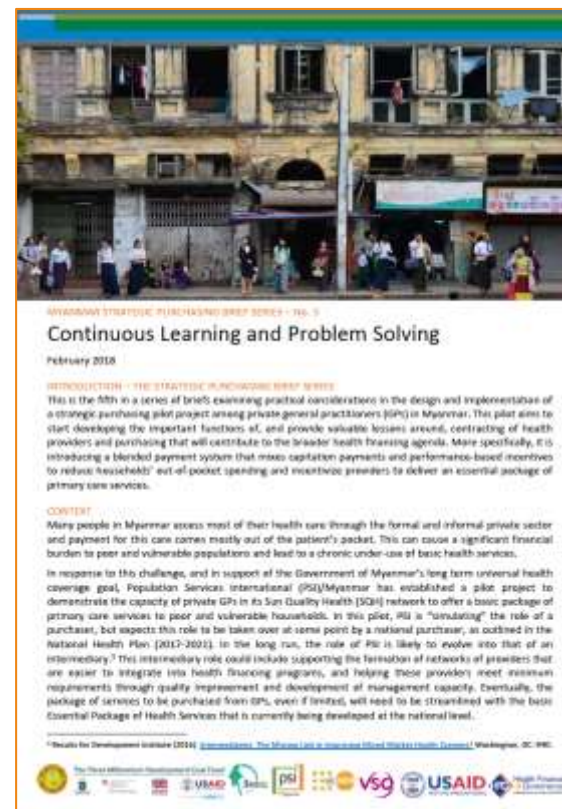 MYANMAR STRATEGIC PURCHASING BRIEF SERIES – No. 5
Continuous Learning and Problem Solving
February 2018
INTRODUCTION – THE STRATEGIC PURCHASING BRIEF SERIES
This is the fifth in a series of briefs examining practical considerations in the design and implementation of
a strategic purchasing pilot project among private general practitioners (GPs) in Myanmar. This pilot aims to
start developing the important functions of, and provide valuable lessons around, contracting of health
providers and purchasing that will contribute to the broader health financing agenda. More specifically, it is
introducing a blended payment system that mixes capitation payments and performance-based incentives
to reduce households' out-of-pocket spending and incentivize providers to deliver an essential package of
primary care services.
CONTEXT
Many people in Myanmar access most of their health care through the formal and informal private sector
and payment for this care comes mostly out of the patient's pocket. This can cause a significant financial
burden to poor and vulnerable populations and lead to a chronic under-use of basic health services.
In response to this challenge, and in support of the Government of Myanmar's long term universal health
coverage goal, Population Services International (PSI)/Myanmar has established a pilot project to
demonstrate the capacity of private GPs in its Sun Quality Health (SQH) network to offer a basic package of
primary care services to poor and vulnerable households. In this pilot, PSI is "simulating" the role of a
purchaser, but expects this role to be taken over at some point by a national purchaser, as outlined in the
National Health Plan (2017-2021). In the long run, the role of PSI is likely to evolve into that of an
intermediary. This intermediary role could include supporting the formation of networks of providers that
are easier to integrate into health financing programs, and helping these providers meet minimum
requirements through quality improvement and development of management capacity. Eventually, the
package of services to be purchased from GPs, even if limited, will need to be streamlined with the basic
Essential Package of Health Services that is currently being developed at the national level.
Results for Development Institute (2016). Intermediaries: The Missing Link in Improving Mixed Market Health Systems? Washington, DC: R4D.
The Three Millennium Development Goal Fund
USAID
psi
vsg
USAID
Health Finance
& Governance